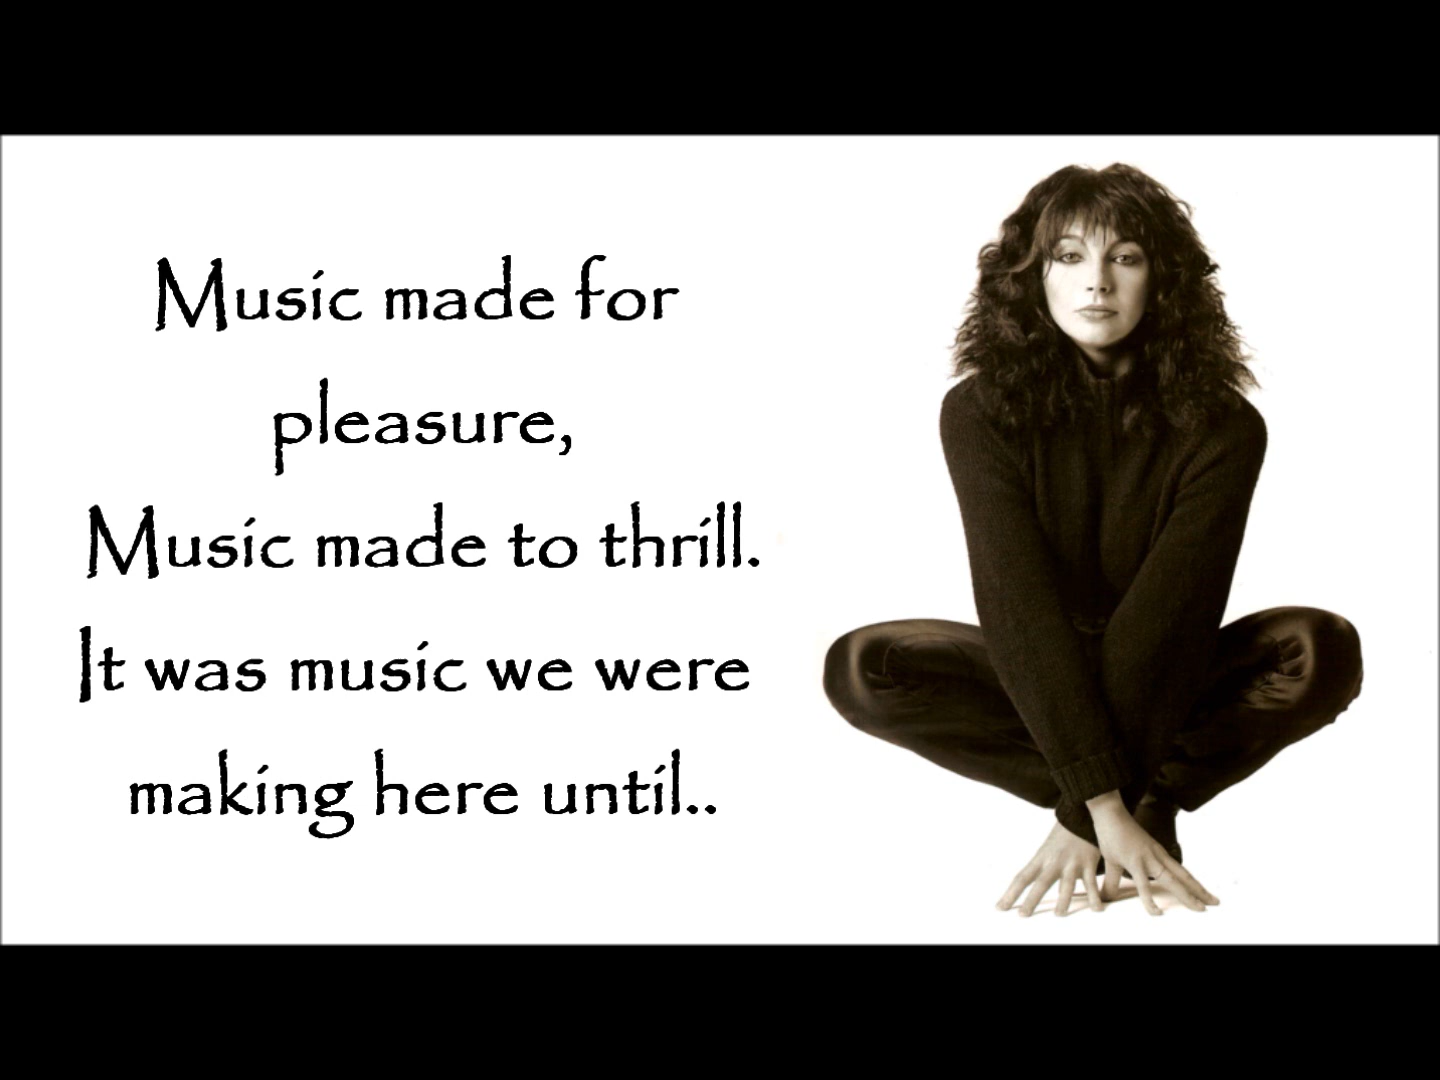 Music made for
pleasure,
Music made to thrill.
It was music we were
making here until..